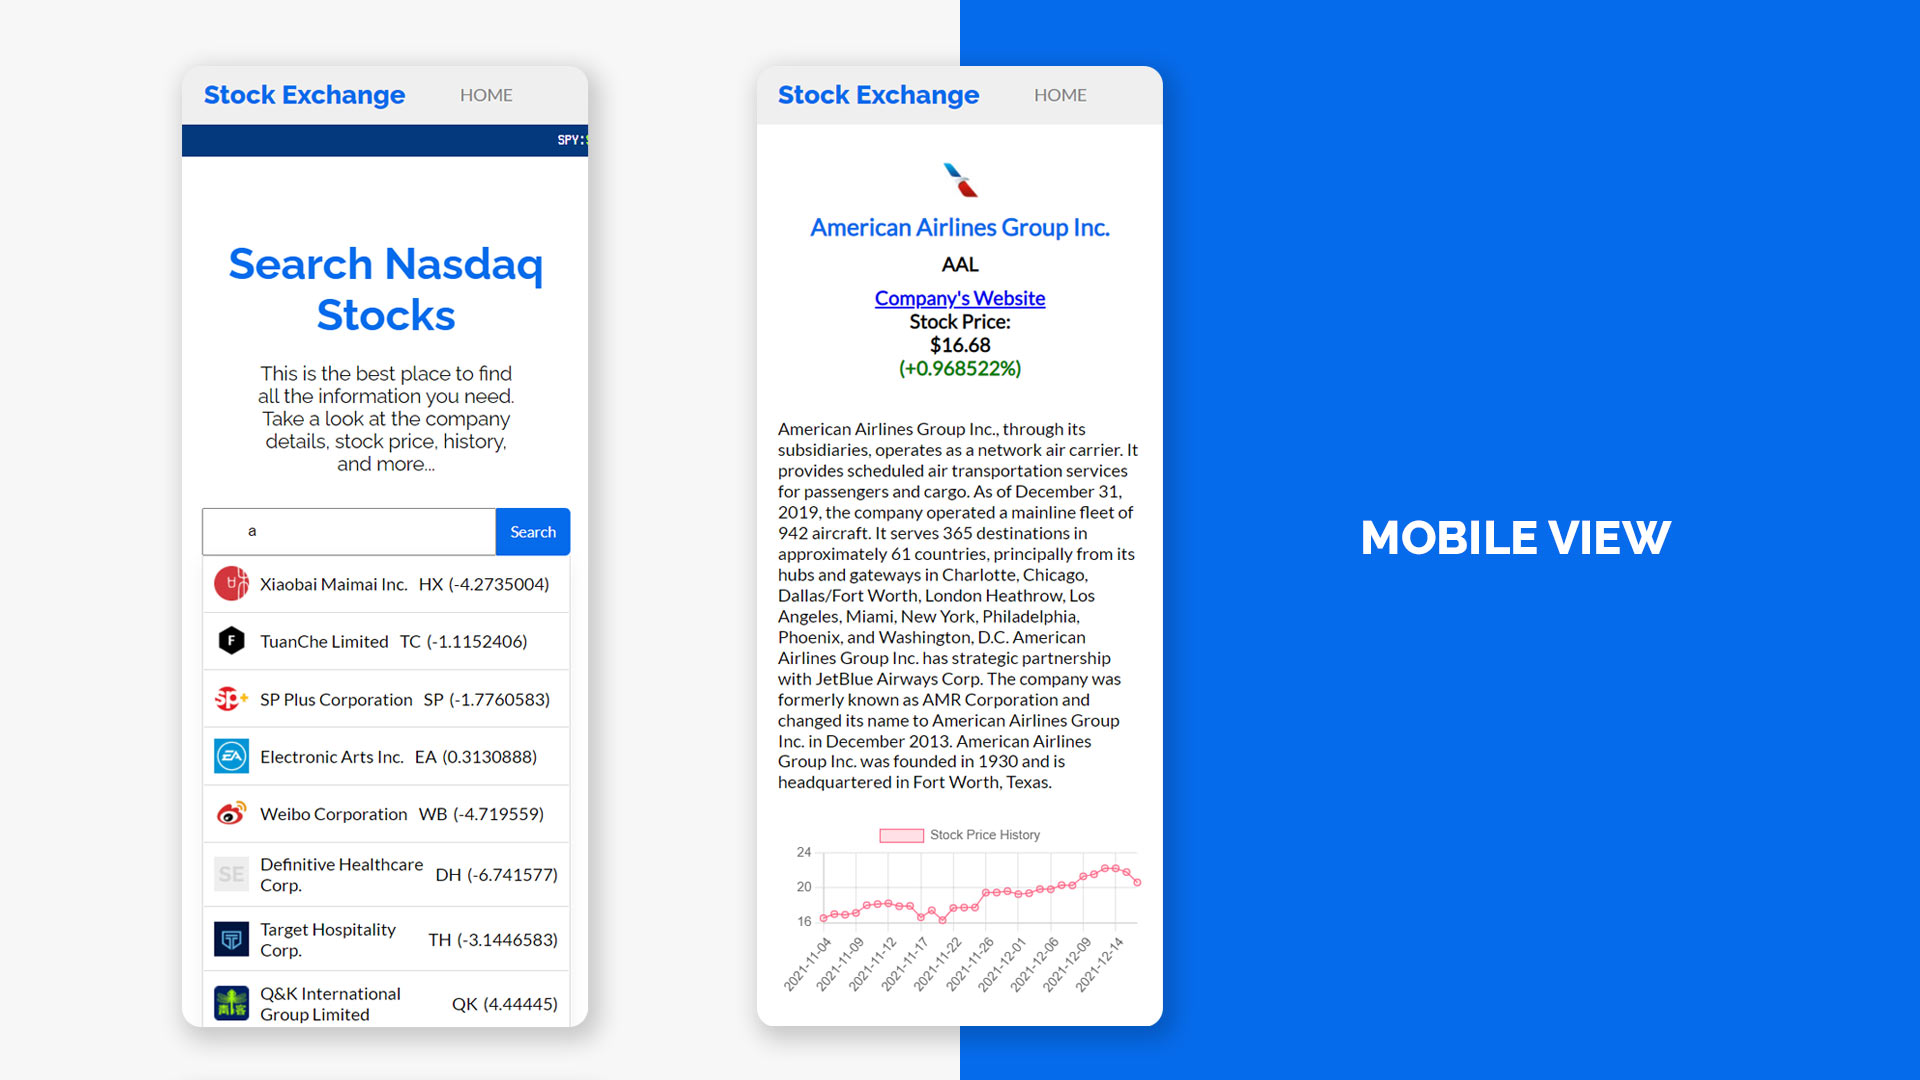 Stock Exchange HOME
SPY:
Search Nasdaq
Stocks
This is the best place to find
all the information you need.
Take a look at the company
details, stock price, history,
and more...
a
Search
Xiaobai Maimai Inc. HX (-4.2735004)
F
TuanChe Limited TC (-1.1152406)
sp+
SP Plus Corporation SP (-1.7760583)
EA
Electronic Arts Inc. EA (0.3130888)
Weibo Corporation WB (-4.719559)
SE
Definitive Healthcare
Corp.
DH (-6.741577)
Target Hospitality
Corp.
TH (-3.1446583)
Q&K International
Group Limited
QK (4.44445)
Stock Exchange HOME
American Airlines Group Inc.
AAL
Company's Website
Stock Price:
$16.68
(+0.968522%)
American Airlines Group Inc., through its
subsidiaries, operates as a network air carrier. It
provides scheduled air transportation services
for passengers and cargo. As of December 31,
2019, the company operated a mainline fleet of
942 aircraft. It serves 365 destinations in
approximately 61 countries, principally from its
hubs and gateways in Charlotte, Chicago,
Dallas/Fort Worth, London Heathrow, Los
Angeles, Miami, New York, Philadelphia,
Phoenix, and Washington, D.C. American
Airlines Group Inc. has strategic partnership
with JetBlue Airways Corp. The company was
formerly known as AMR Corporation and
changed its name to American Airlines Group
Inc. in December 2013. American Airlines
Group Inc. was founded in 1930 and is
headquartered in Fort Worth, Texas.
Stock Price History
24
20
16
2021-11-04
2021-11-09
2021-11-12
2021-11-17
2021-11-22
2021-11-26
2021-12-01
2021-12-06
2021-12-09
2021-12-14
MOBILE VIEW